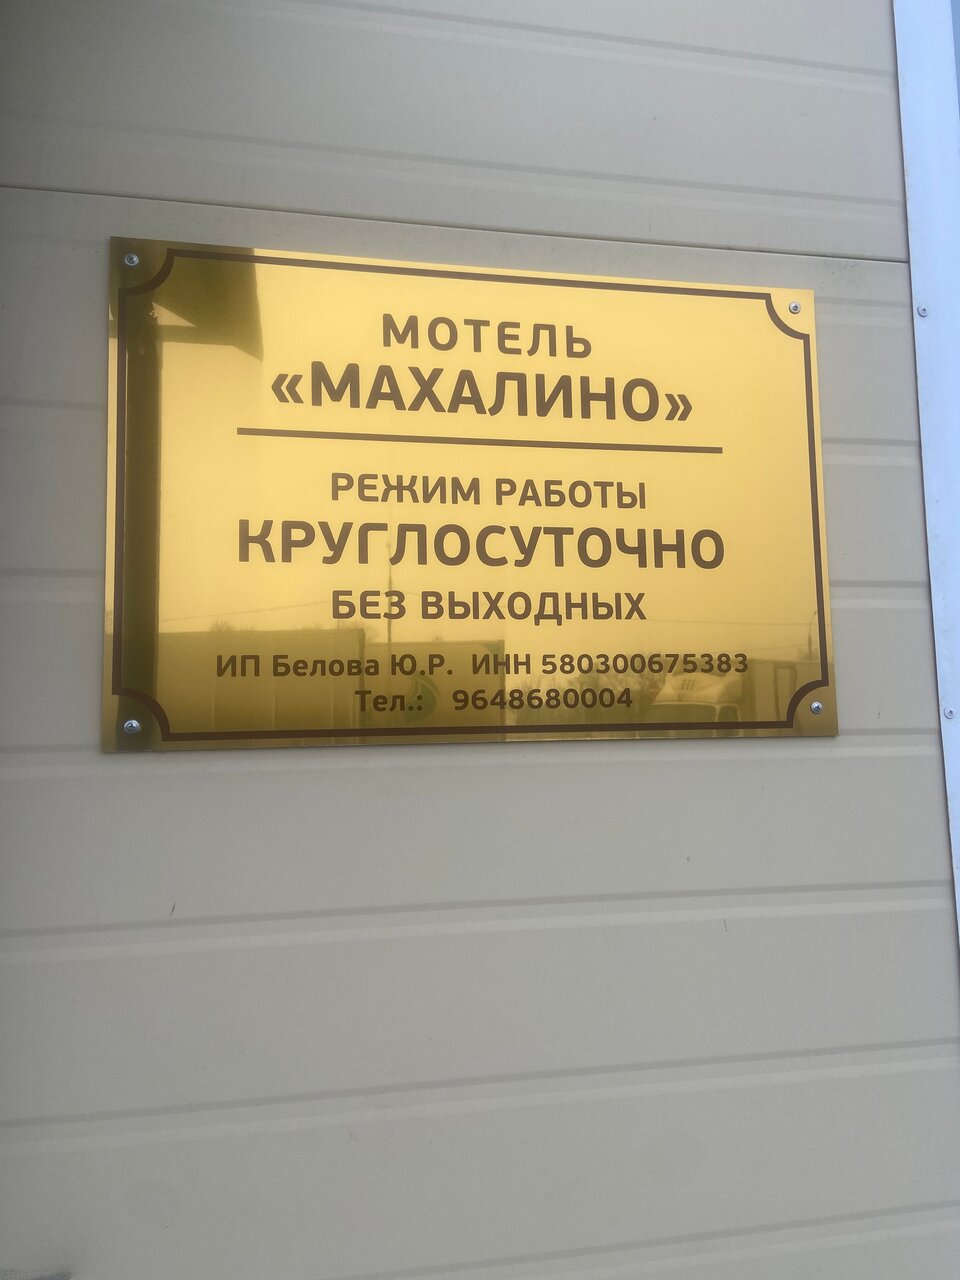 МОТЕЛЬ
«МАХАЛИНО»
РЕЖИМ РАБОТЫ
КРУГЛОСУТОЧНО
БЕЗ ВЫХОДНЫХ
ИП Белова Ю.Р. ИНН 580300675383
Тел.: 9648680004